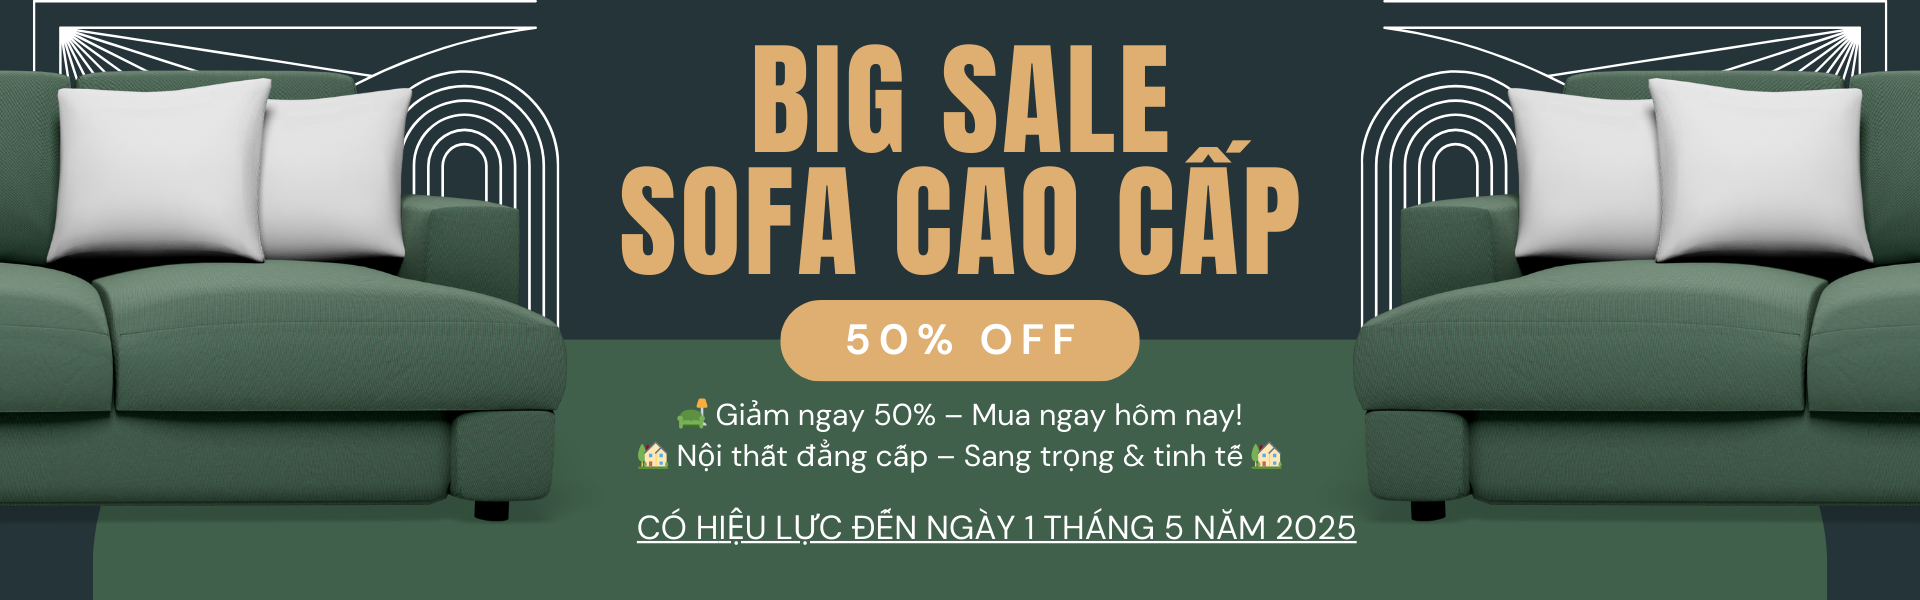 BIG SALE
SOFA CAO CẤP
50% OFF
Giảm ngay 50% – Mua ngay hôm nay!
Nội thất đẳng cấp – Sang trọng & tinh tế
CÓ HIỆU LỰC ĐẾN NGÀY 1 THÁNG 5 NĂM 2025